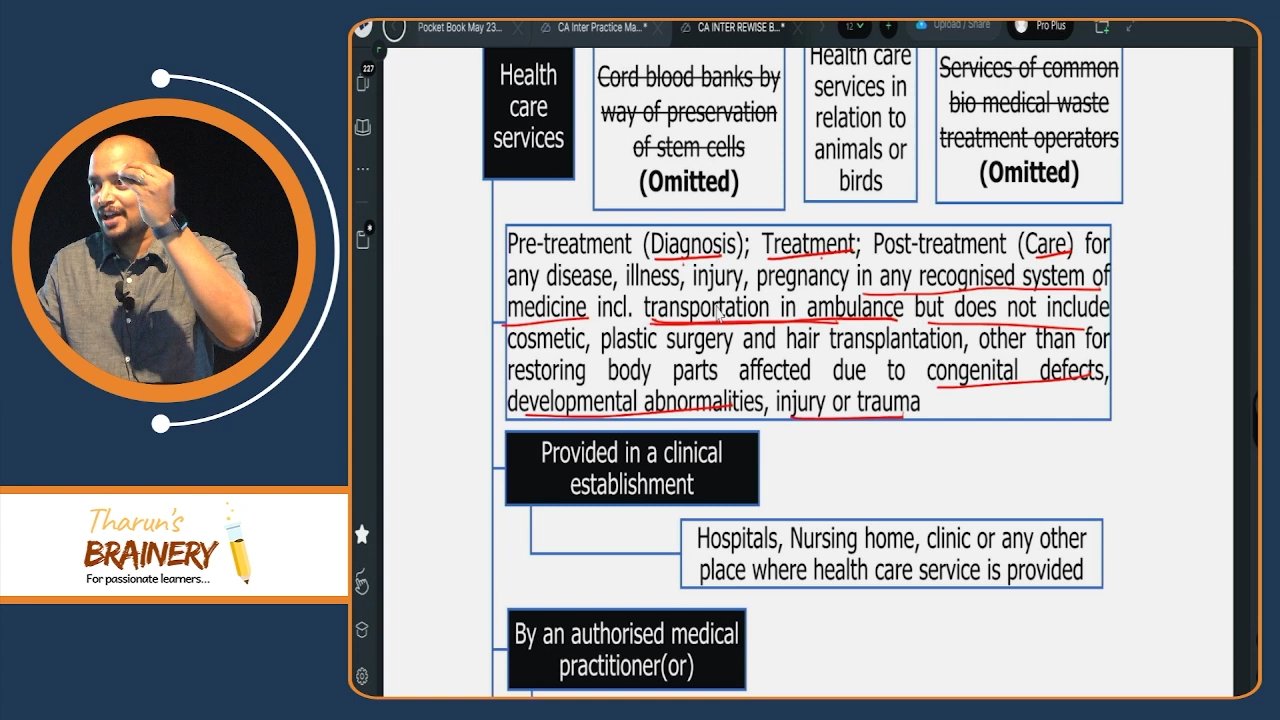 Pocket Book May 23...
CA Inter Practice Ma...*
CA INTER REWISE B...*
12
Upload / Share
Pro Plus
227
Health
care
services
Cord blood banks by
way of preservation
of stem cells
(Omitted)
Health care
services in
relation to
animals or
birds
Services of common
bio medical waste
treatment operators
(Omitted)
Pre-treatment (Diagnosis); Treatment; Post-treatment (Care) for
any disease, illness, injury, pregnancy in any recognised system of
medicine incl. transportation in ambulance but does not include
cosmetic, plastic surgery and hair transplantation, other than for
restoring body parts affected due to congenital defects,
developmental abnormalities, injury or trauma
Provided in a clinical
establishment
Hospitals, Nursing home, clinic or any other
place where health care service is provided
By an authorised medical
practitioner(or)
Tharun's
BRAINERY
For passionate learners...